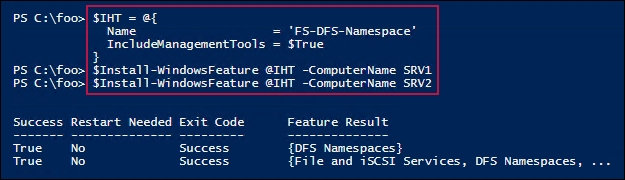 PS C:\foo> $IHT = @{
Name = 'FS-DFS-Namespace'
IncludeManagementTools = $True
}
PS C:\foo> $Install-WindowsFeature @IHT -ComputerName SRV1
PS C:\foo> $Install-WindowsFeature @IHT -ComputerName SRV2
Success Restart Needed Exit Code Feature Result
------- -------------- --------- --------------
True No Success {DFS Namespaces}
True No Success {File and iSCSI Services, DFS Namespaces, ...